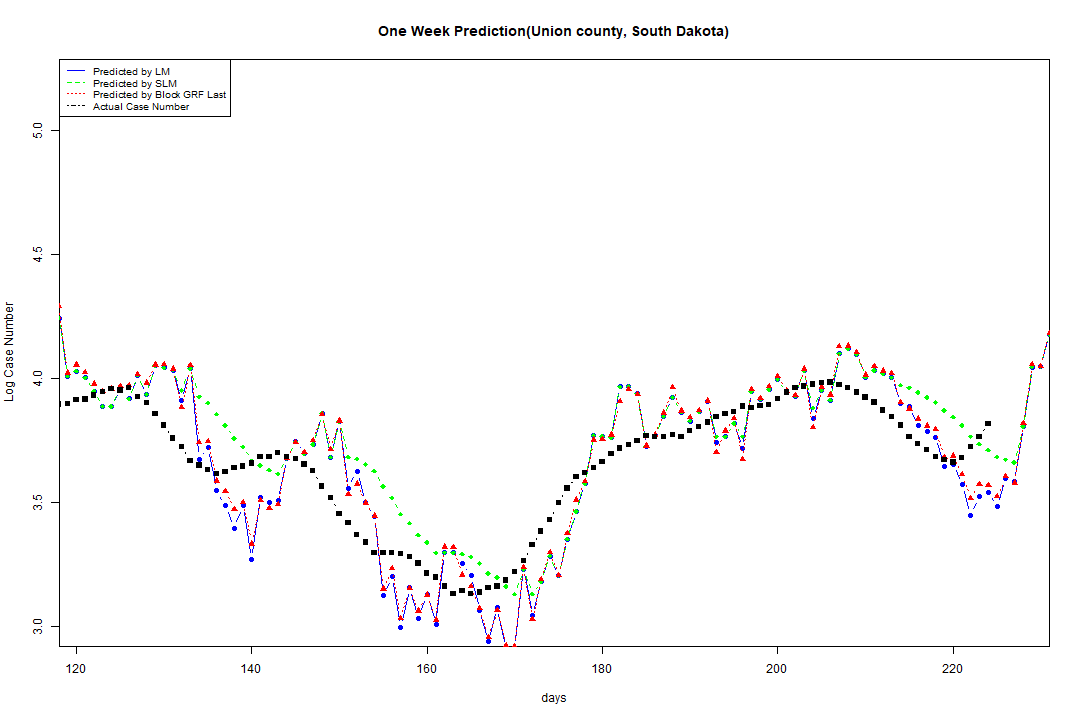 One Week Prediction(Union county, South Dakota)
Predicted by LM
Predicted by SLM
Predicted by Block GRF Last
Actual Case Number
Log Case Number
5.0
4.5
4.0
3.5
3.0
120 140 160 180 200 220
days